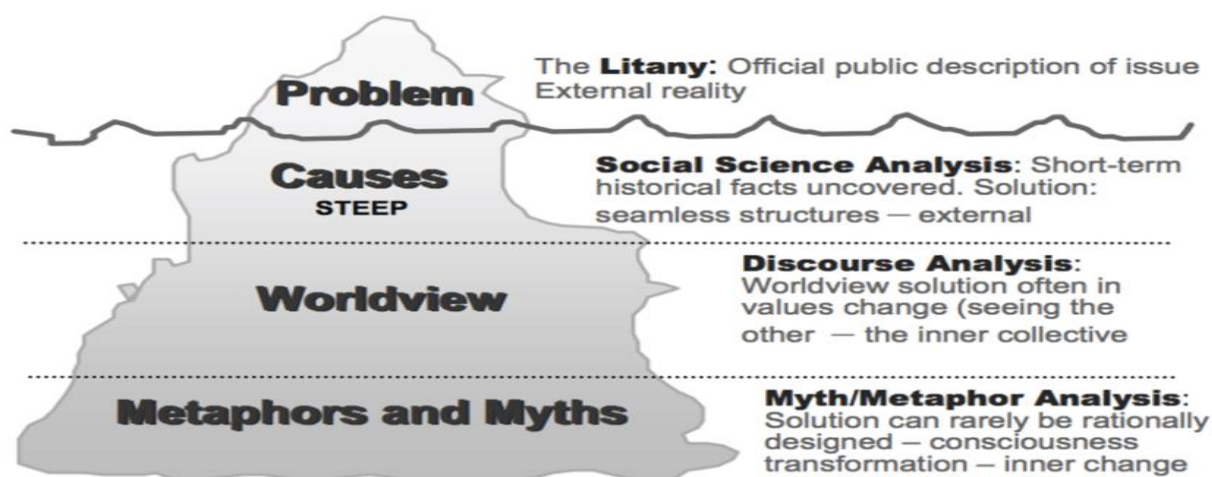 Problem
The Litany: Official public description of issue
External reality
Causes
STEEP
Social Science Analysis: Short-term
historical facts uncovered. Solution:
seamless structures — external
Worldview
Discourse Analysis:
Worldview solution often in
values change (seeing the
other — the inner collective
Metaphors and Myths
Myth/Metaphor Analysis:
Solution can rarely be rationally
designed – consciousness
transformation – inner change